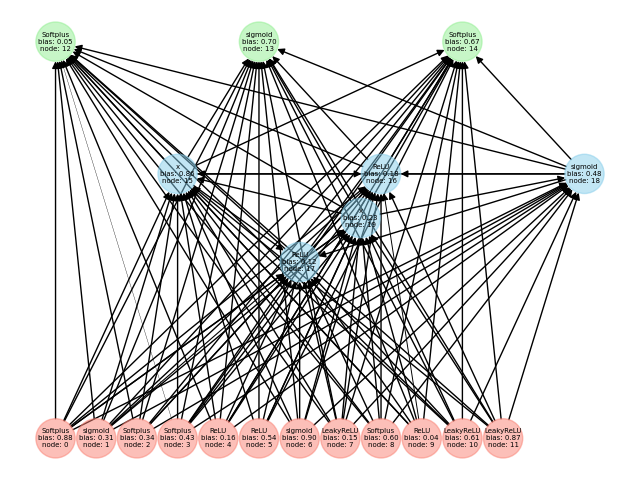 Softplus
bias: 0.05
node: 12
sigmoid
bias: 0.70
node: 13
Softplus
bias: 0.67
node: 14
x
bias: 0.86
node: 15
ReLU
bias: 0.18
node: 16
sigmoid
bias: 0.48
node: 18
bias: 0.28
node: 19
ReLU
bias: 0.12
node: 17
Softplus
bias: 0.88
node: 0
sigmoid
bias: 0.31
node: 1
Softplus
bias: 0.34
node: 2
Softplus
bias: 0.43
node: 3
ReLU
bias: 0.16
node: 4
ReLU
bias: 0.54
node: 5
sigmoid
bias: 0.90
node: 6
LeakyReLU
bias: 0.15
node: 7
Softplus
bias: 0.60
node: 8
ReLU
bias: 0.04
node: 9
LeakyReLU
bias: 0.61
node: 10
LeakyReLU
bias: 0.87
node: 11